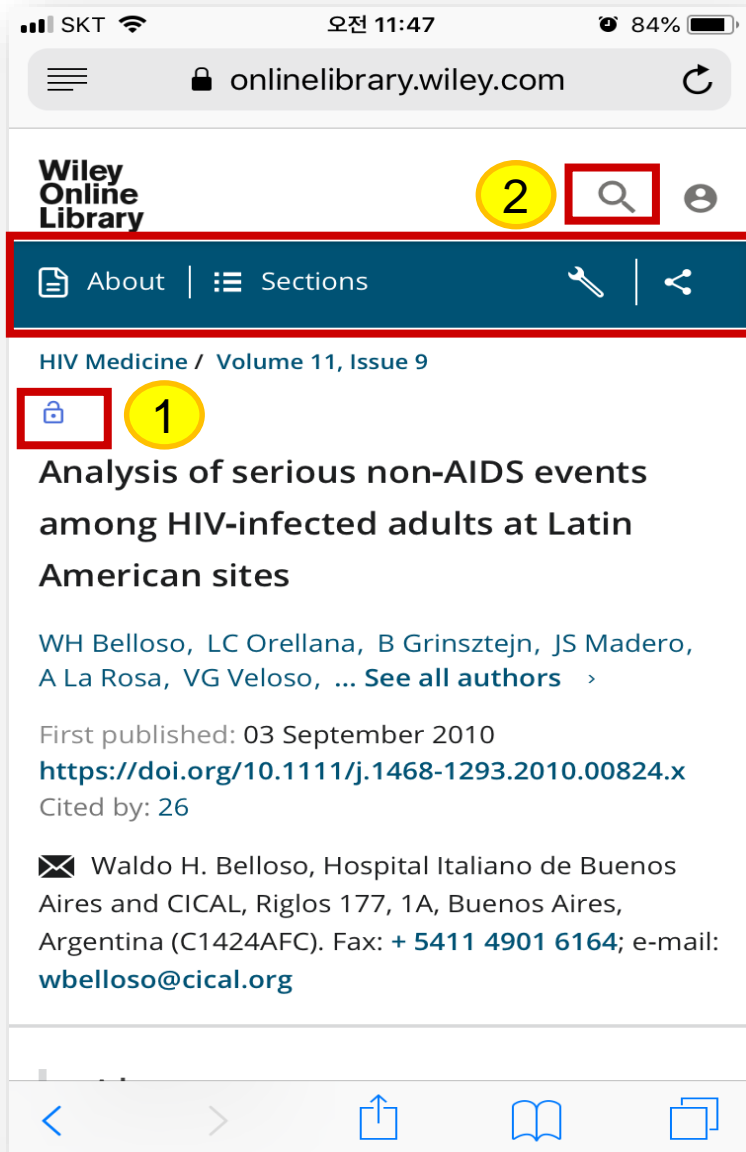 SKT 오전 11:47 84%
onlinelibrary.wiley.com
Wiley
Online
Library
2
About Sections
HIV Medicine / Volume 11, Issue 9
1
Analysis of serious non-AIDS events
among HIV-infected adults at Latin
American sites
WH Belloso, LC Orellana, B Grinsztejn, JS Madero,
A La Rosa, VG Veloso, ... See all authors ›
First published: 03 September 2010
https://doi.org/10.1111/j.1468-1293.2010.00824.x
Cited by: 26
Waldo H. Belloso, Hospital Italiano de Buenos
Aires and CICAL, Riglos 177, 1A, Buenos Aires,
Argentina (C1424AFC). Fax: + 5411 4901 6164; e-mail:
wbelloso@cical.org